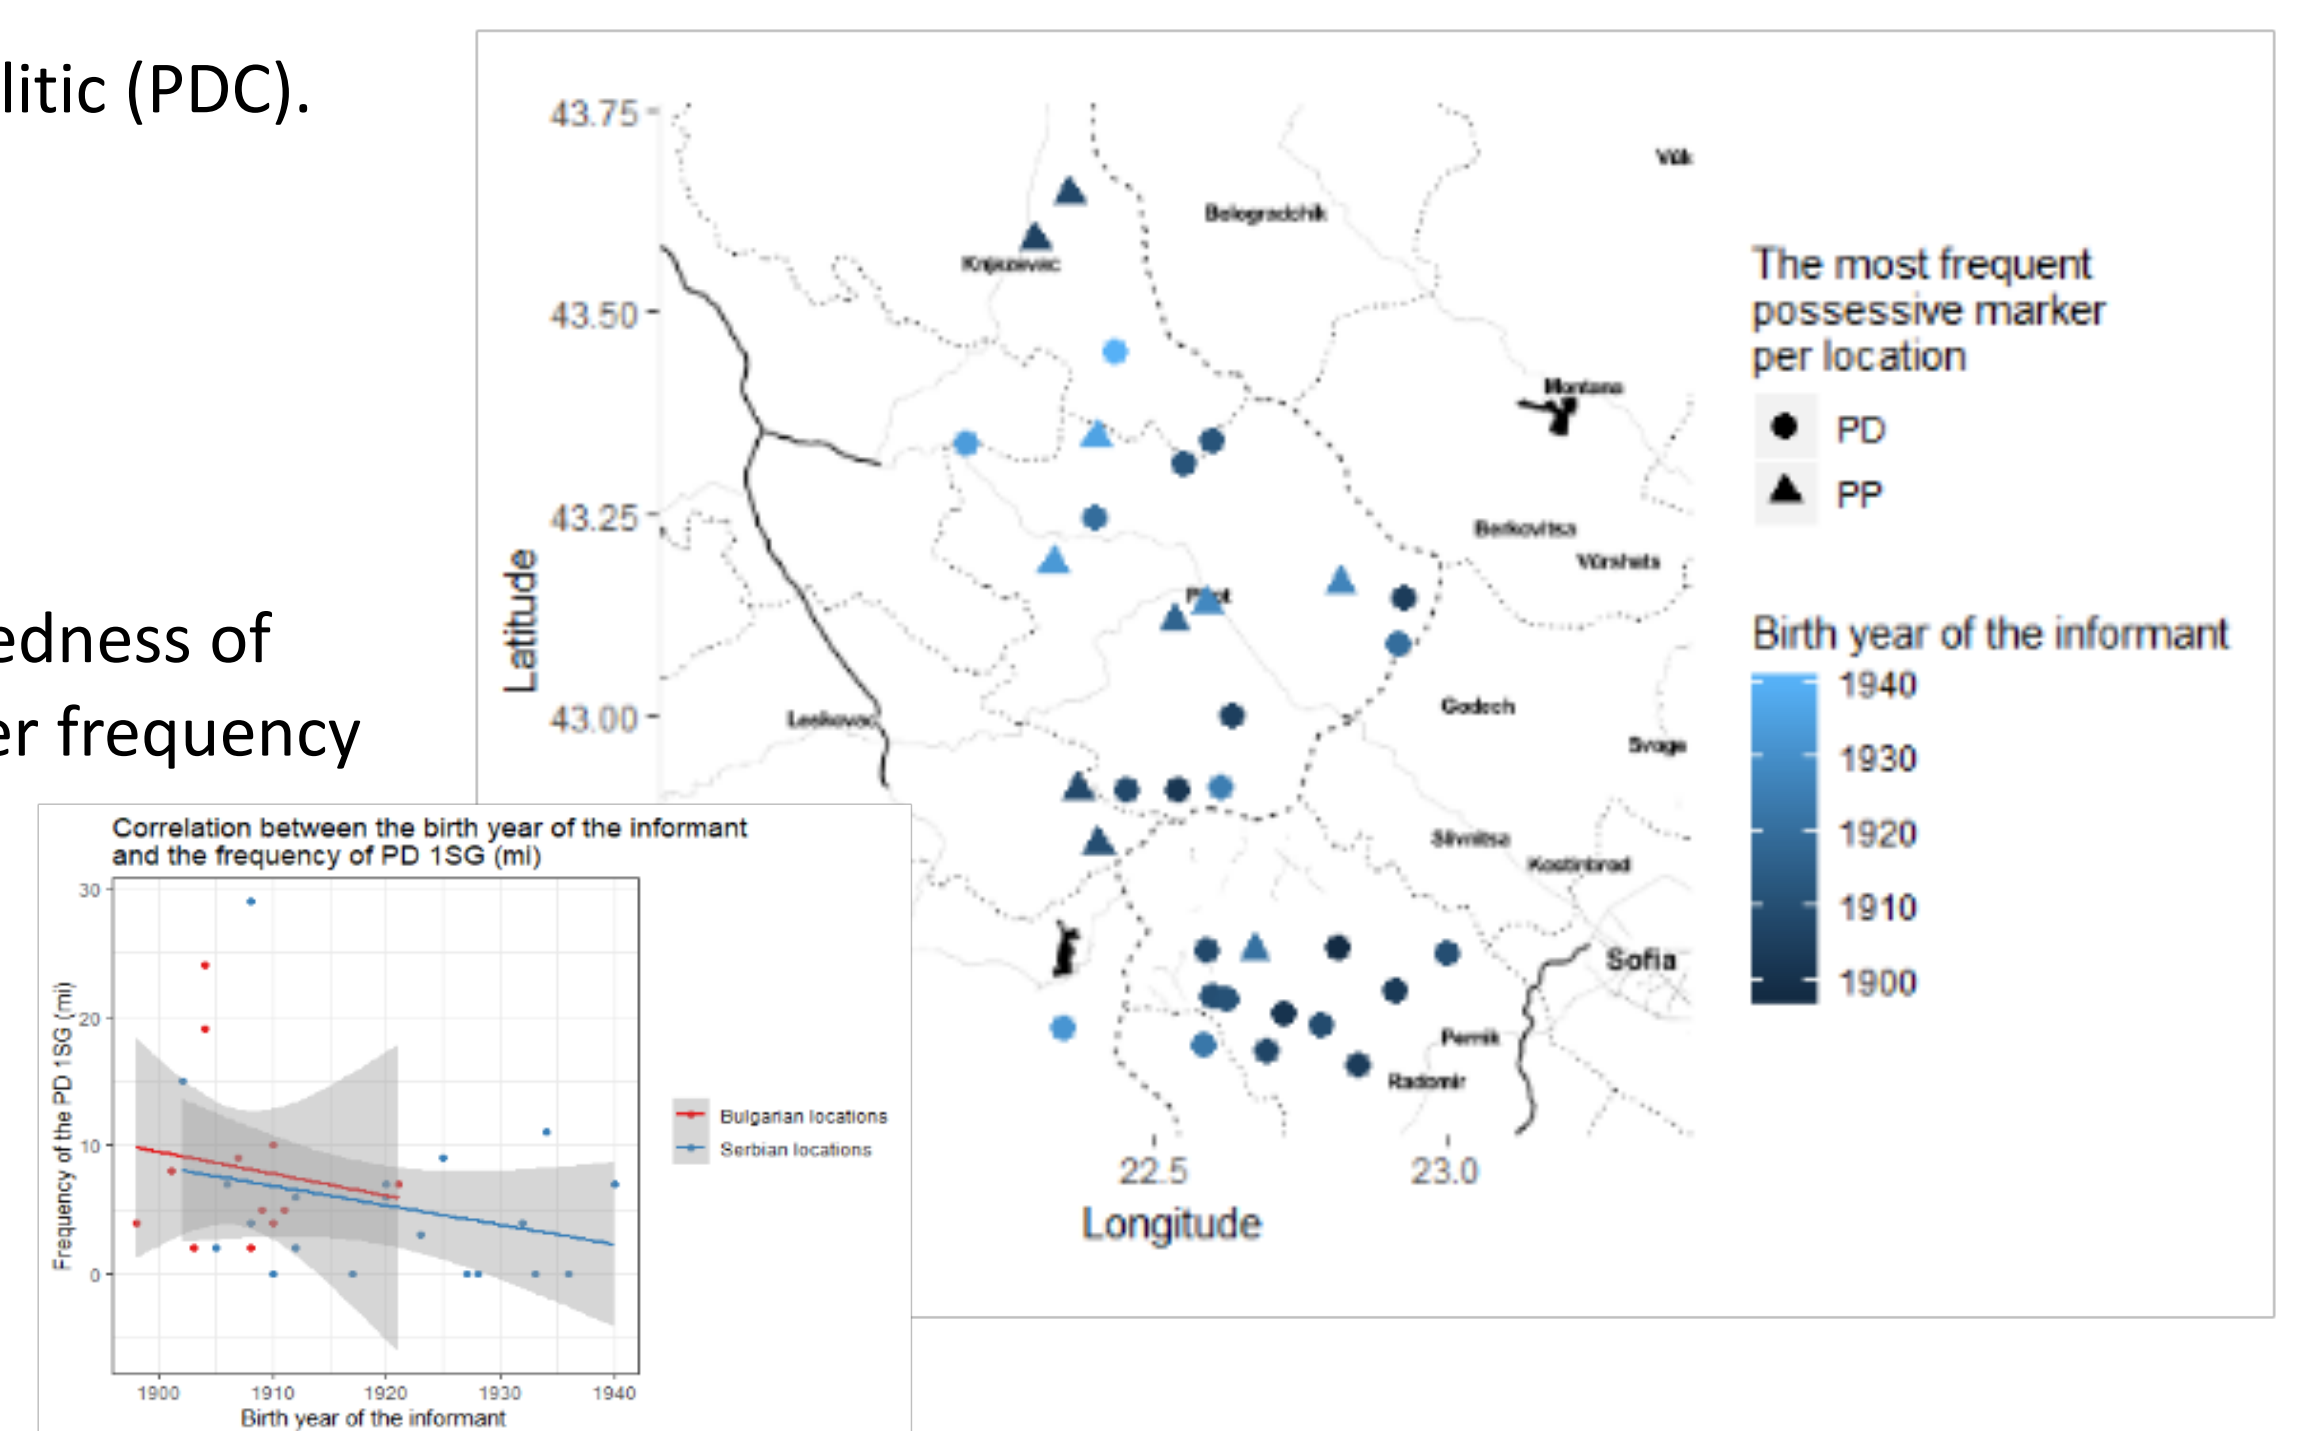 litic (PDC).
edness of
er frequency
43.75
43.50
43.25
43.00
Latitude
22.5
23.0
Longitude
Belogradchik
Knjazevac
Montana
Berkovitsa
Vürshets
Leskovac
Godech
Svoge
Slivnitsa
Kostinbrod
Sofia
Pernik
Radomir
The most frequent
possessive marker
per location
PD
PP
Birth year of the informant
1940
1930
1920
1910
1900
Correlation between the birth year of the informant
and the frequency of PD 1SG (mi)
30
20
10
0
Frequency of the PD 1SG (mi)
1900
1910
1920
1930
1940
Birth year of the informant
Bulgarian locations
Serbian locations